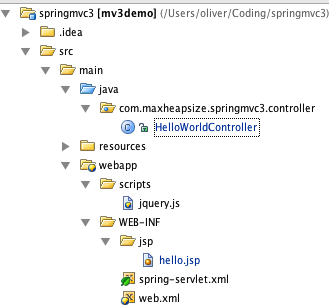 springmvc3 [mv3demo] (/Users/oliver/Coding/springmvc3)
.idea
src
main
java
com.maxheapsize.springmvc3.controller
HelloWorldController
resources
webapp
scripts
jquery.js
WEB-INF
jsp
hello.jsp
spring-servlet.xml
web.xml